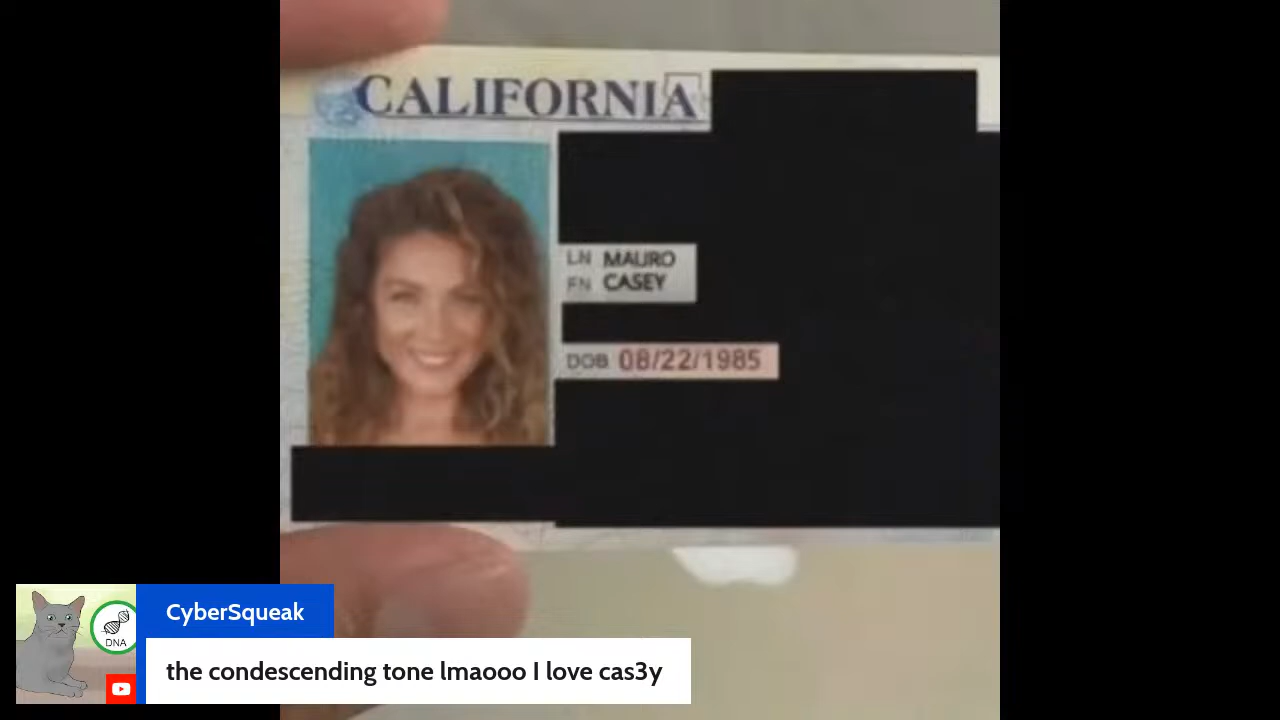 CALIFORNIA
LN MAURO
FN CASEY
DOB 08/22/1985
DNA
CyberSqueak
the condescending tone lmaooo I love cas3y